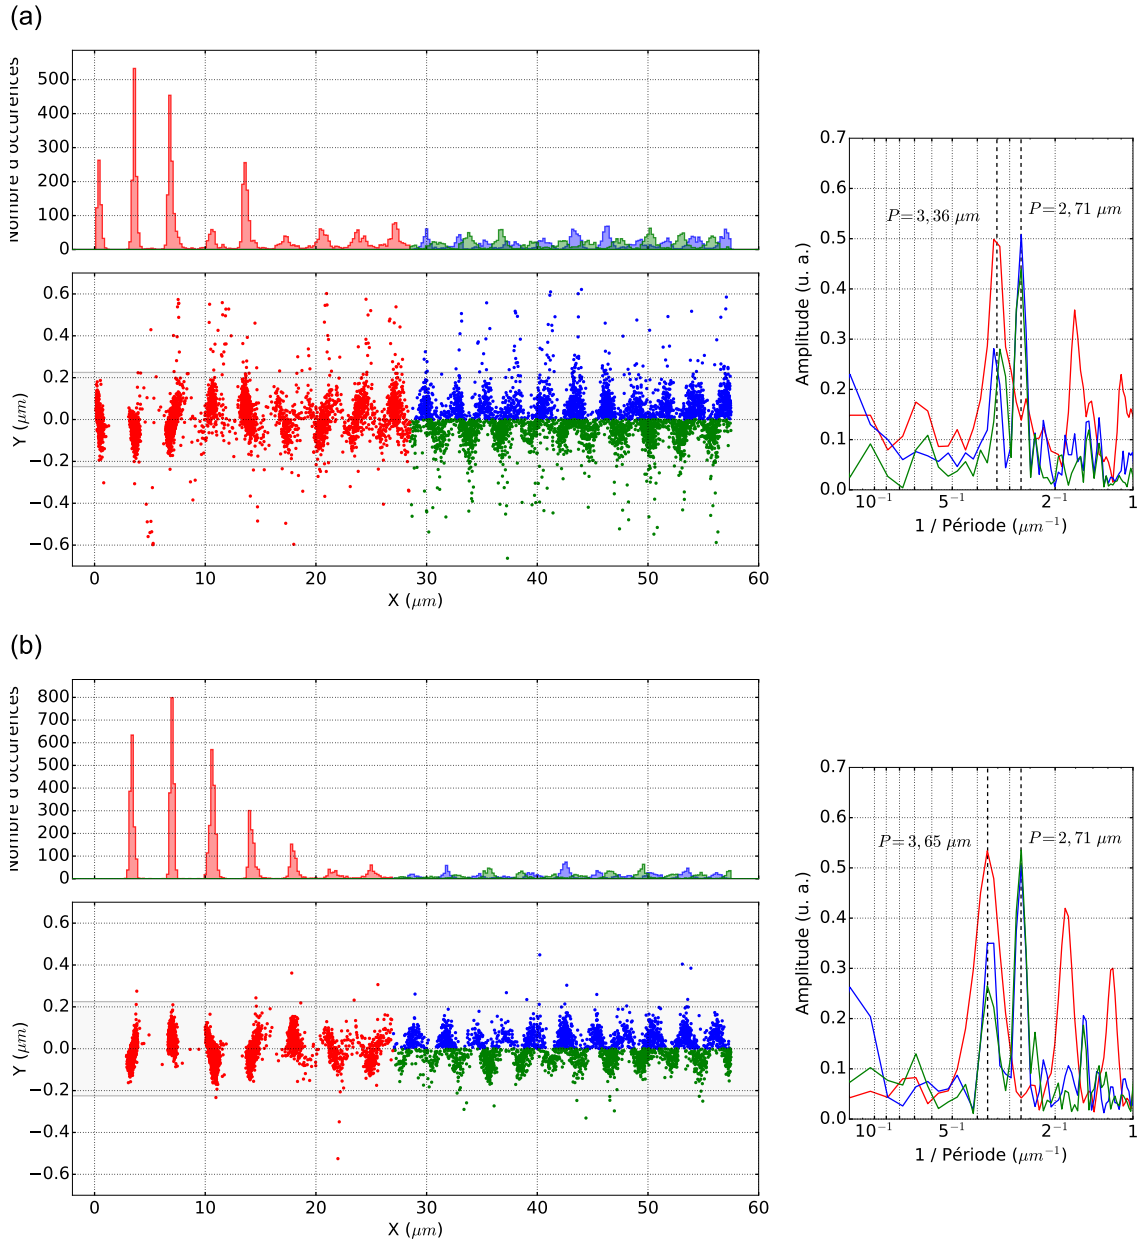 (a)
Nombre d'occurences
500
400
300
200
100
0
0.6
0.4
0.2
0.0
−0.2
−0.4
−0.6
Y (μm)
0 10 20 30 40 50 60
X (μm)
0.7
0.6
0.5
0.4
0.3
0.2
0.1
0.0
Amplitude (u. a.)
P = 3, 36 μm
P = 2, 71 μm
10⁻¹ 5⁻¹ 2⁻¹ 1
1 / Période (μm⁻¹)
(b)
Nombre d'occurences
800
700
600
500
400
300
200
100
0
0.6
0.4
0.2
0.0
−0.2
−0.4
−0.6
Y (μm)
0 10 20 30 40 50 60
X (μm)
0.7
0.6
0.5
0.4
0.3
0.2
0.1
0.0
Amplitude (u. a.)
P = 3, 65 μm
P = 2, 71 μm
10⁻¹ 5⁻¹ 2⁻¹ 1
1 / Période (μm⁻¹)